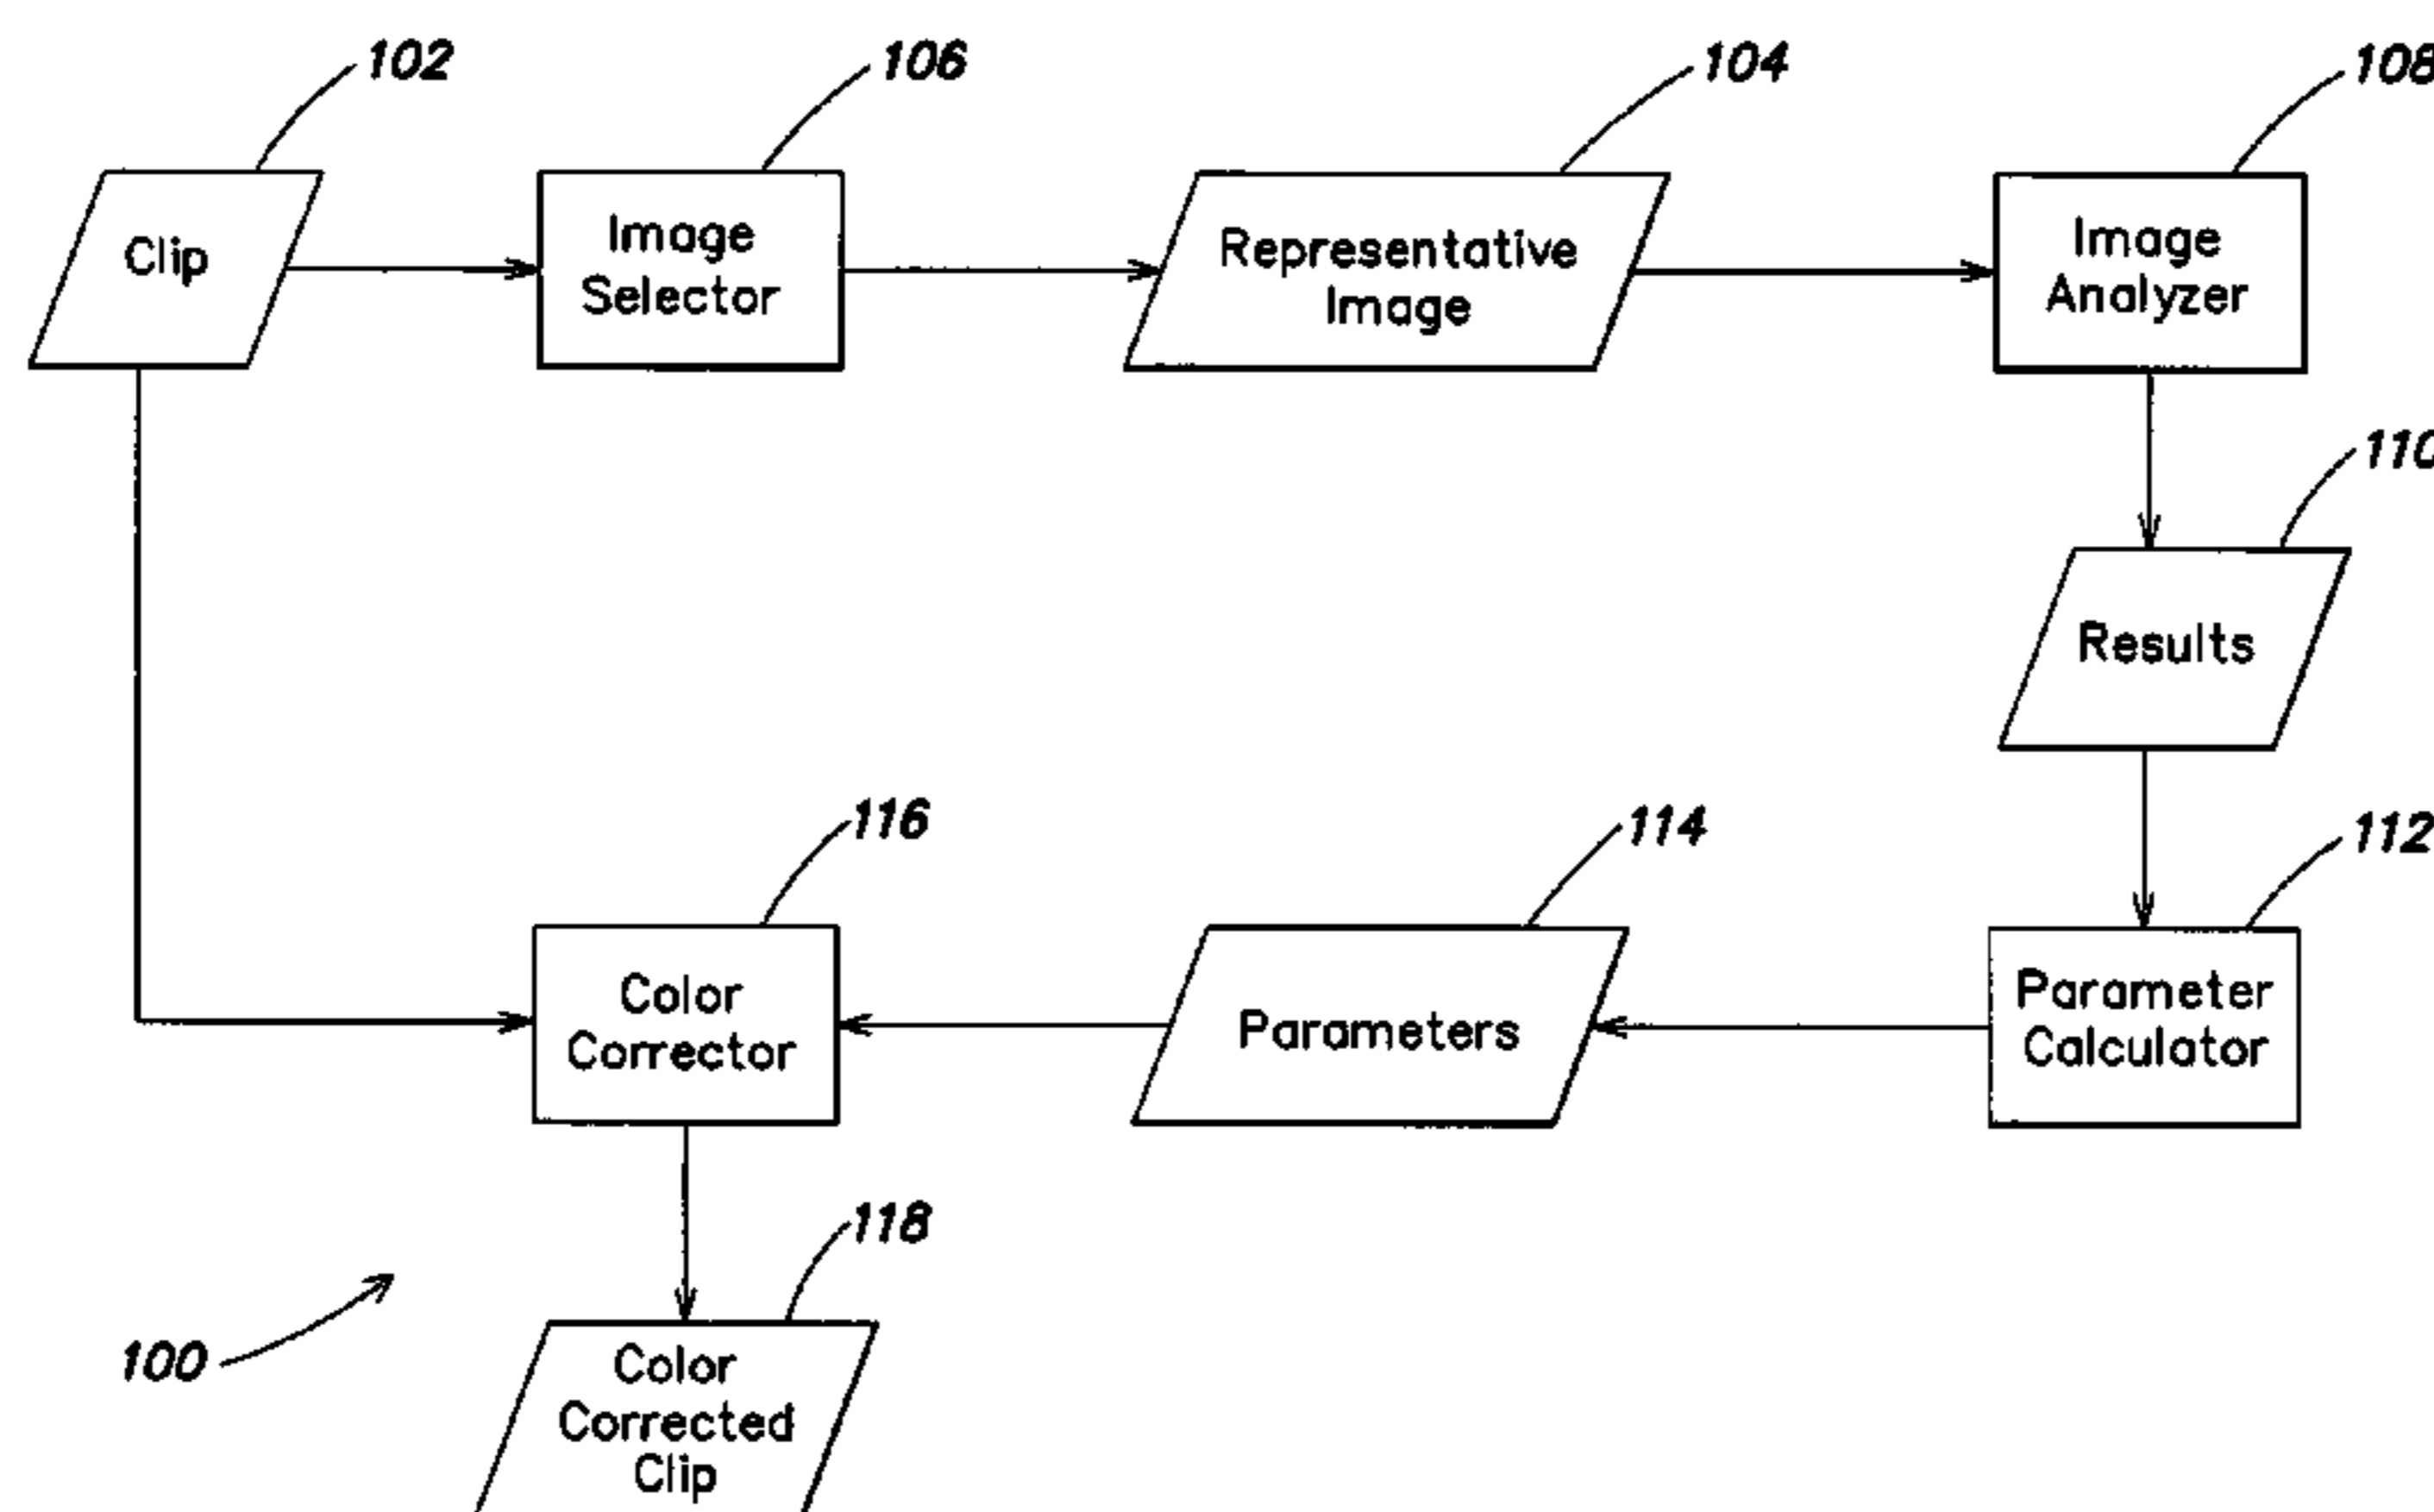 102
106
104
108
Clip
Image
Selector
Representative
Image
Image
Analyzer
110
Results
116
114
112
Color
Corrector
Parameters
Parameter
Calculator
118
100
Color
Corrected
Clip